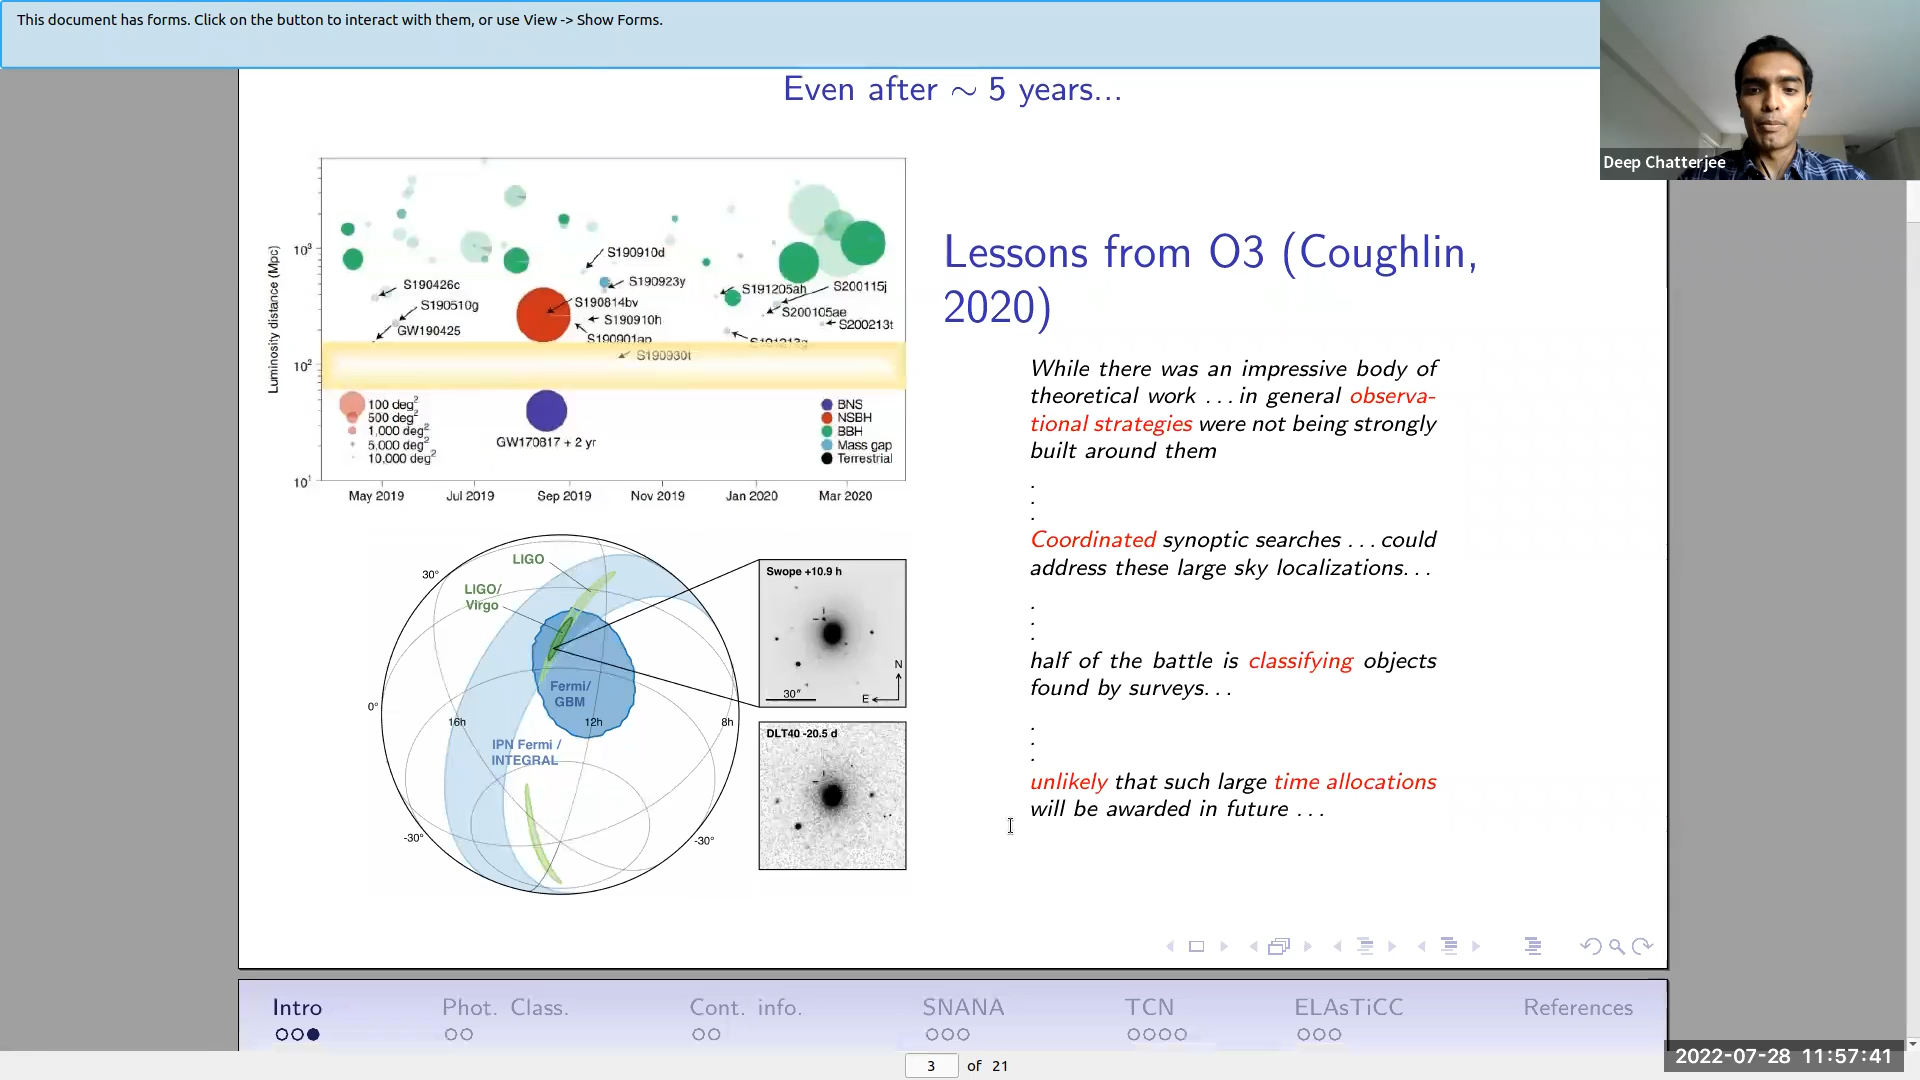 This document has forms. Click on the button to interact with them, or use View -> Show Forms.
Deep Chatterjee
Even after ∼ 5 years...
Luminosity distance (Mpc)
10³
10²
10¹
S190426c
S190510g
GW190425
S190910d
S190923y
S190814bv
S190910h
S190901ap
S190930t
S191205ah
S200115j
S200105ae
S200213t
S191213g
100 deg²
500 deg²
1,000 deg²
5,000 deg²
10,000 deg²
GW170817 + 2 yr
BNS
NSBH
BBH
Mass gap
Terrestrial
May 2019 Jul 2019 Sep 2019 Nov 2019 Jan 2020 Mar 2020
LIGO
LIGO/
Virgo
Fermi/
GBM
IPN Fermi /
INTEGRAL
30°
0°
-30°
-30°
16h 12h 8h
Swope +10.9 h
N
E
30"
DLT40 -20.5 d
Lessons from O3 (Coughlin,
2020)
While there was an impressive body of
theoretical work ... in general observa-
tional strategies were not being strongly
built around them
.
.
.
Coordinated synoptic searches ... could
address these large sky localizations...
.
.
.
half of the battle is classifying objects
found by surveys...
.
.
.
unlikely that such large time allocations
will be awarded in future ...
Intro Phot. Class. Cont. info. SNANA TCN ELAsTiCC References
3 of 21
2022-07-28 11:57:41